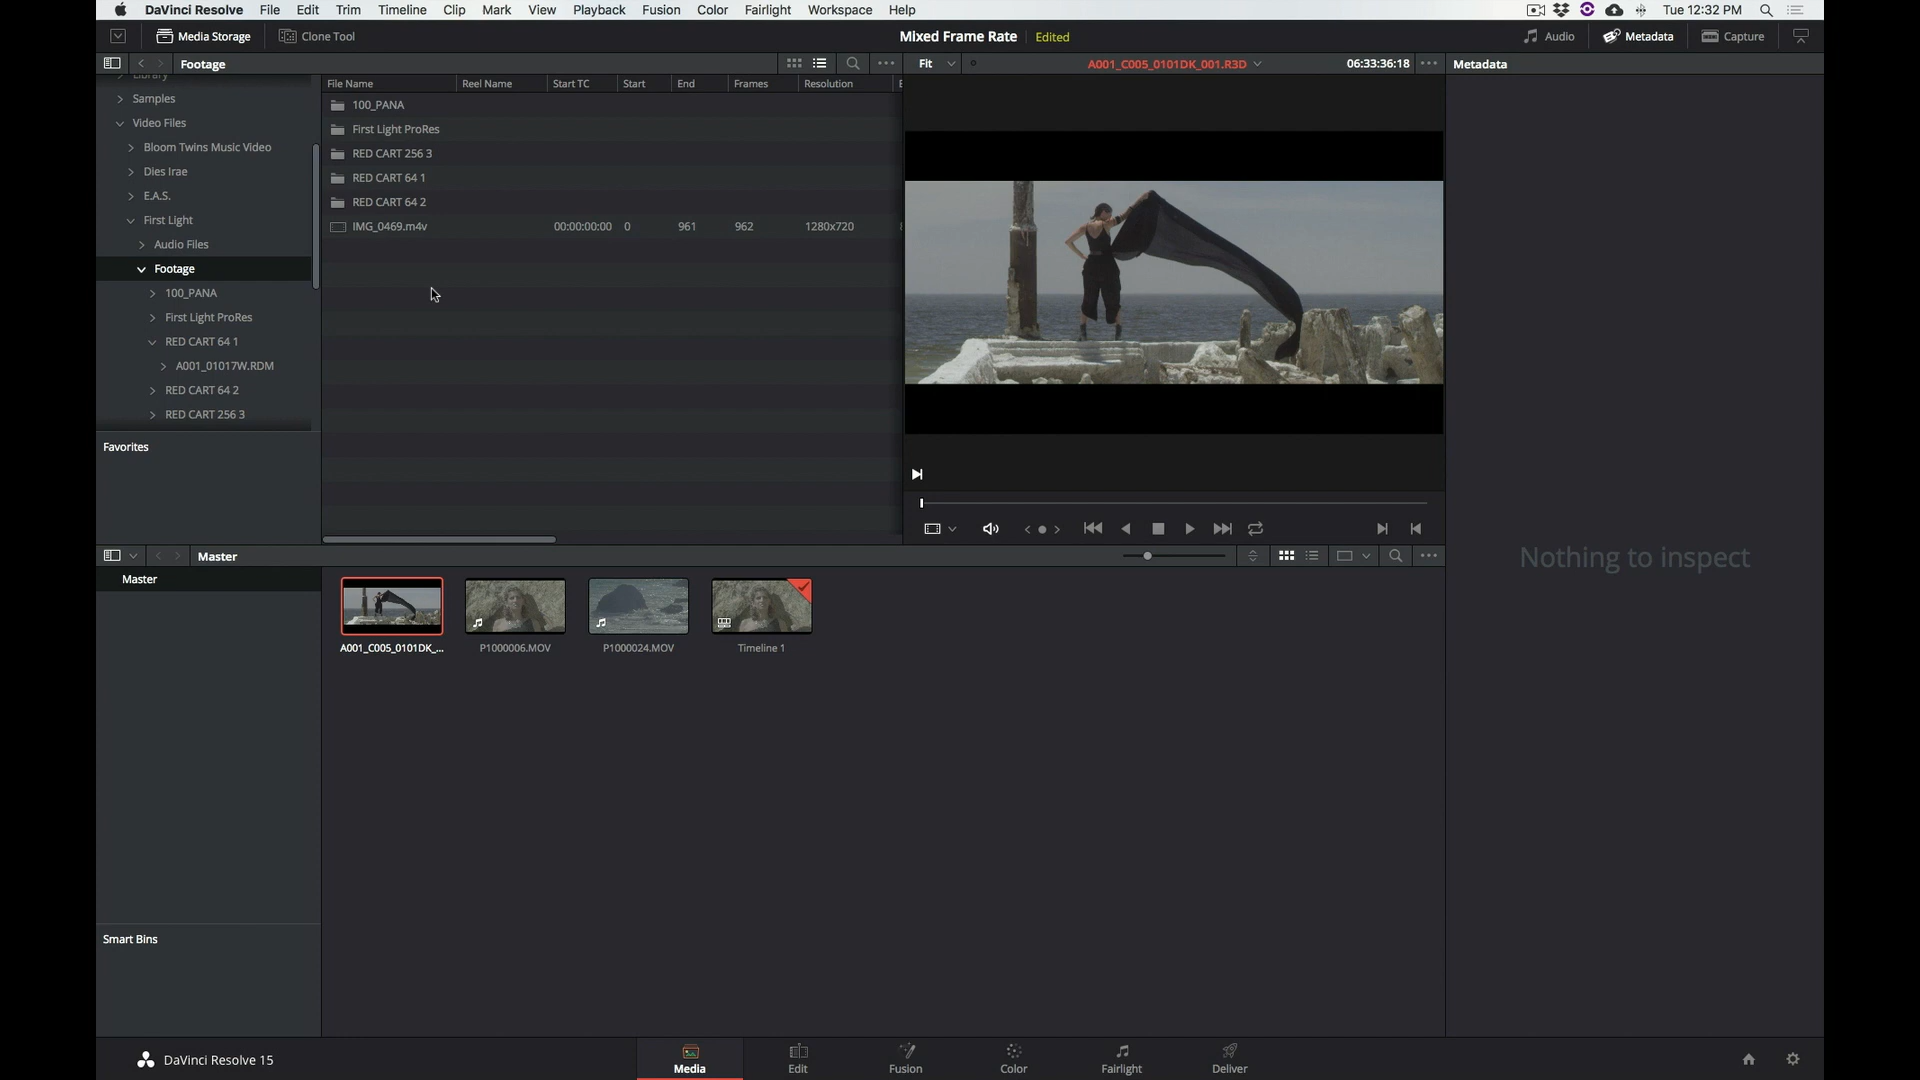 DaVinci Resolve File Edit Trim Timeline Clip Mark View Playback Fusion Color Fairlight Workspace Help Tue 12:32 PM
Media Storage Clone Tool Mixed Frame Rate Edited Audio Metadata Capture
Footage Fit A001_C005_0101DK_001.R3D 06:33:36:18 Metadata
Library
Samples
Video Files
Bloom Twins Music Video
Dies Irae
E.A.S.
First Light
Audio Files
Footage
100_PANA
First Light ProRes
RED CART 64 1
A001_01017W.RDM
RED CART 64 2
RED CART 256 3
Favorites
File Name Reel Name Start TC Start End Frames Resolution
100_PANA
First Light ProRes
RED CART 256 3
RED CART 64 1
RED CART 64 2
IMG_0469.m4v 00:00:00:00 0 961 962 1280x720
Nothing to inspect
Master
Master
A001_C005_0101DK_... P1000006.MOV P1000024.MOV Timeline 1
Smart Bins
DaVinci Resolve 15 Media Edit Fusion Color Fairlight Deliver